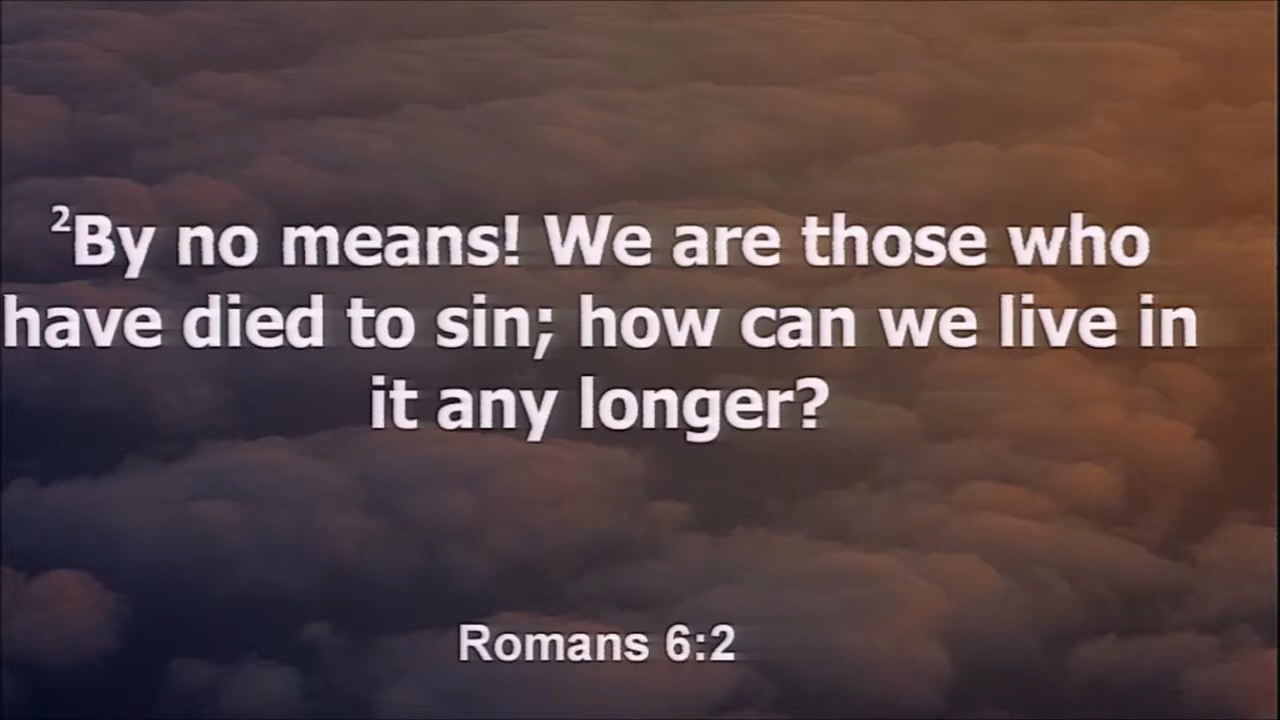 ²By no means! We are those who
have died to sin; how can we live in
it any longer?
Romans 6:2